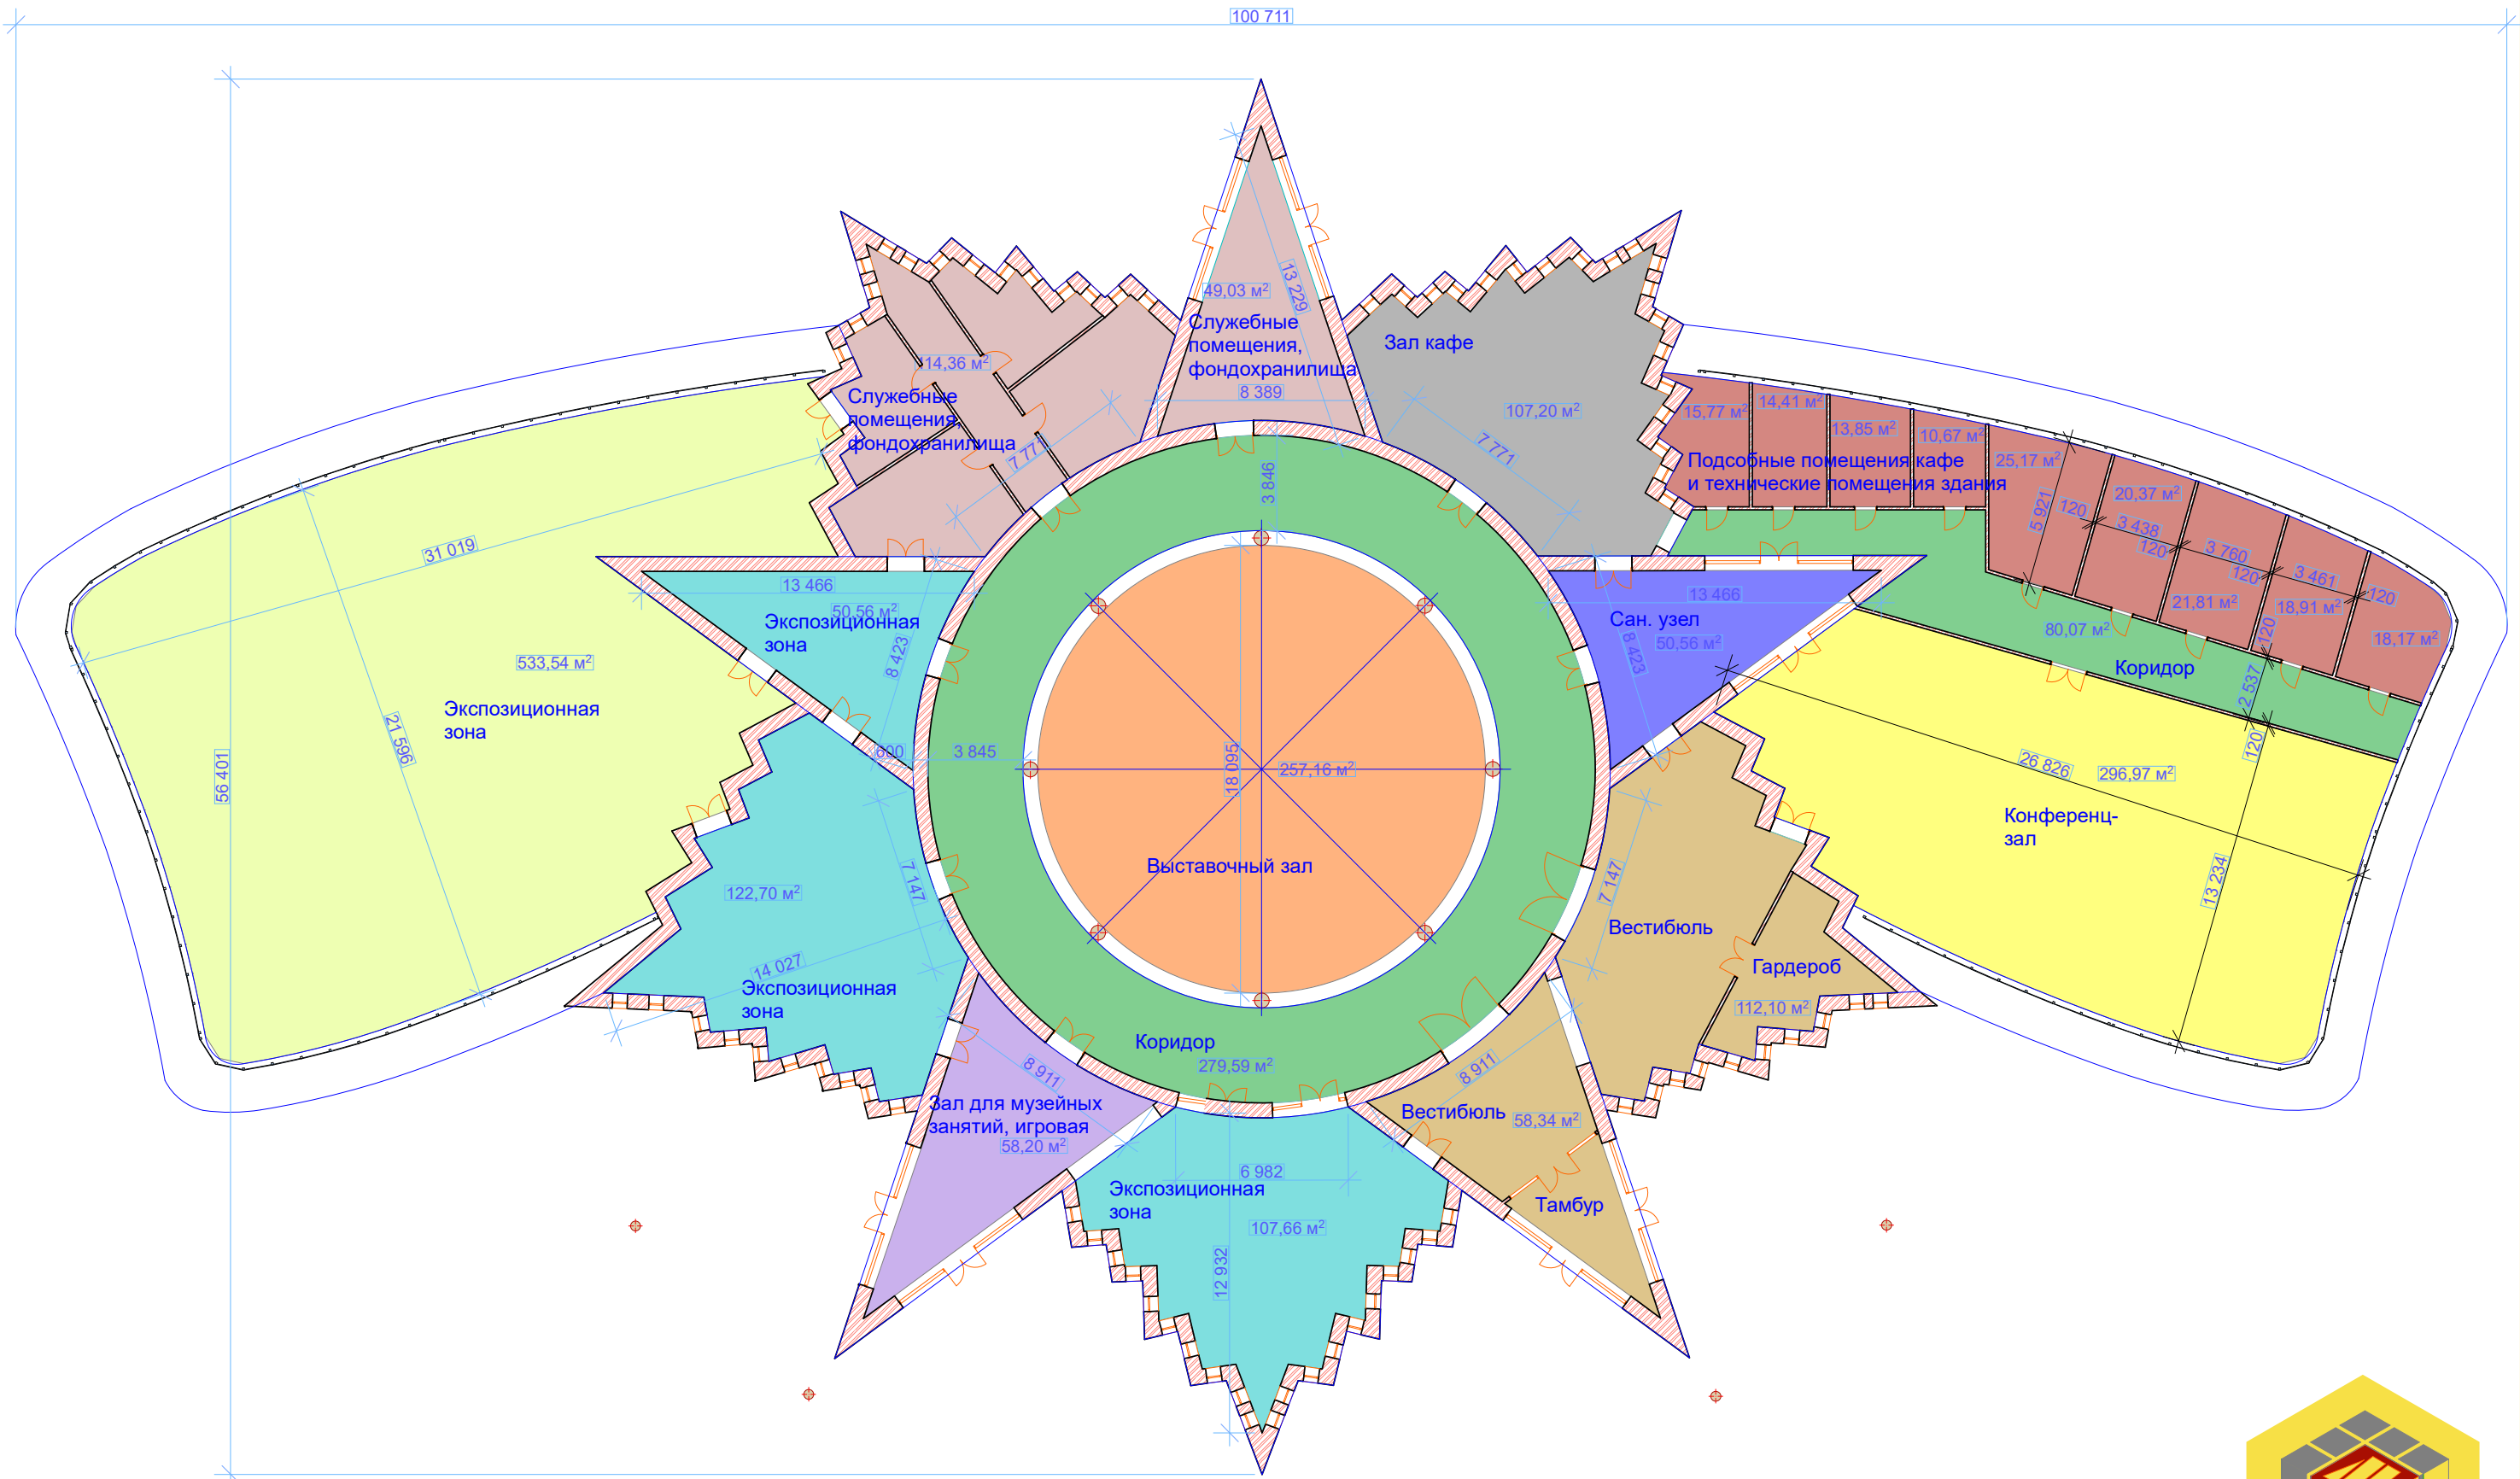 100 711
49,03 м²
13 229
Служебные
помещения,
фондохранилища
8 389
Зал кафе
107,20 м²
7 771
114,36 м²
Служебные
помещения,
фондохранилища
7 771
3 846
15,77 м²
14,41 м²
13,85 м²
10,67 м²
25,17 м²
20,37 м²
21,81 м²
18,91 м²
18,17 м²
Подсобные помещения кафе
и технические помещения здания
5 921
120
3 438
120
3 760
120
3 461
120
120
80,07 м²
Коридор
2 537
120
31 019
21 596
533,54 м²
Экспозиционная
зона
56 401
13 466
50,56 м²
Экспозиционная
зона
8 423
600
3 845
18 095
257,16 м²
Выставочный зал
13 466
Сан. узел
50,56 м²
8 423
26 826
296,97 м²
Конференц-
зал
13 234
122,70 м²
7 147
14 027
Экспозиционная
зона
7 147
Вестибюль
Гардероб
112,10 м²
Коридор
279,59 м²
8 911
Зал для музейных
занятий, игровая
58,20 м²
8 911
Вестибюль
58,34 м²
Тамбур
6 982
Экспозиционная
зона
107,66 м²
12 932